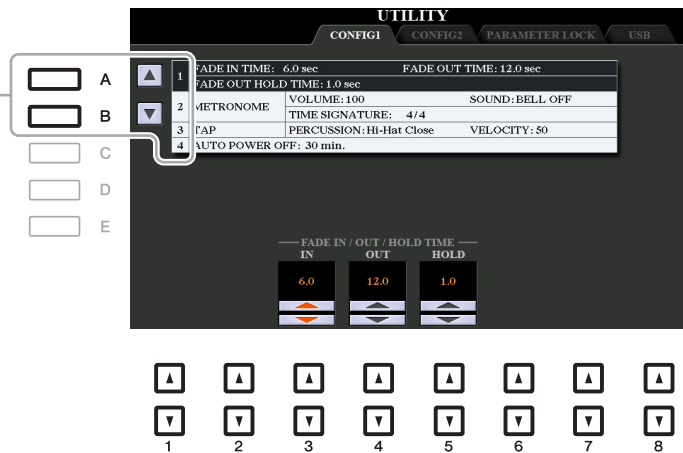 UTILITY
CONFIG1 CONFIG2 PARAMETER LOCK USB
A
B
C
D
E
1 FADE IN TIME: 6.0 sec FADE OUT TIME: 12.0 sec
FADE OUT HOLD TIME: 1.0 sec
2 METRONOME VOLUME: 100 SOUND: BELL OFF
TIME SIGNATURE: 4/4
3 TAP PERCUSSION: Hi-Hat Close VELOCITY: 50
4 AUTO POWER OFF: 30 min.
FADE IN / OUT / HOLD TIME
IN OUT HOLD
6.0 12.0 1.0
1 2 3 4 5 6 7 8